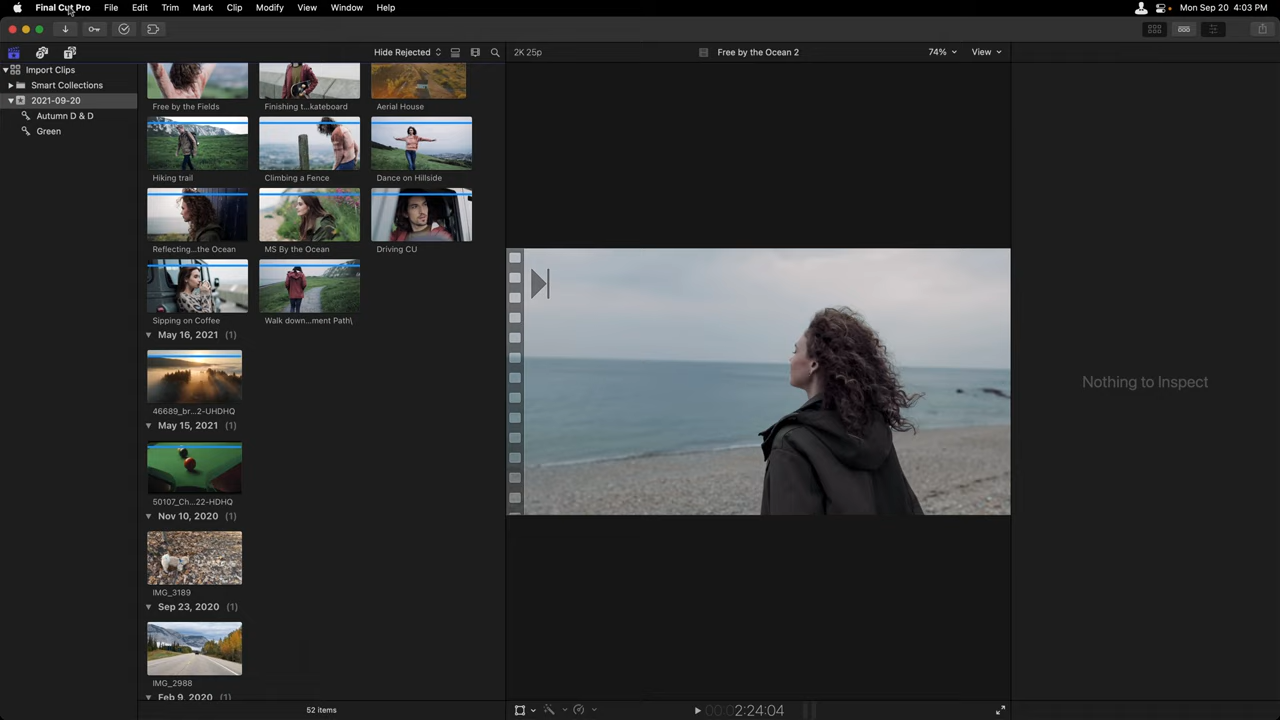 Final Cut Pro File Edit Trim Mark Clip Modify View Window Help Mon Sep 20 4:03 PM
Hide Rejected 2K 25p Free by the Ocean 2 74% View
Import Clips
Smart Collections
2021-09-20
Autumn D & D
Green
Free by the Fields Finishing t...kateboard Aerial House
Hiking trail Climbing a Fence Dance on Hillside
Reflecting...the Ocean MS By the Ocean Driving CU
Sipping on Coffee Walk down...ment Path\
May 16, 2021 (1)
46689_br...2-UHDHQ
May 15, 2021 (1)
50107_Ch...22-HDHQ
Nov 10, 2020 (1)
IMG_3189
Sep 23, 2020 (1)
IMG_2988
Feb 9, 2020 (1)
52 items
Nothing to Inspect
00:00:2:24:04